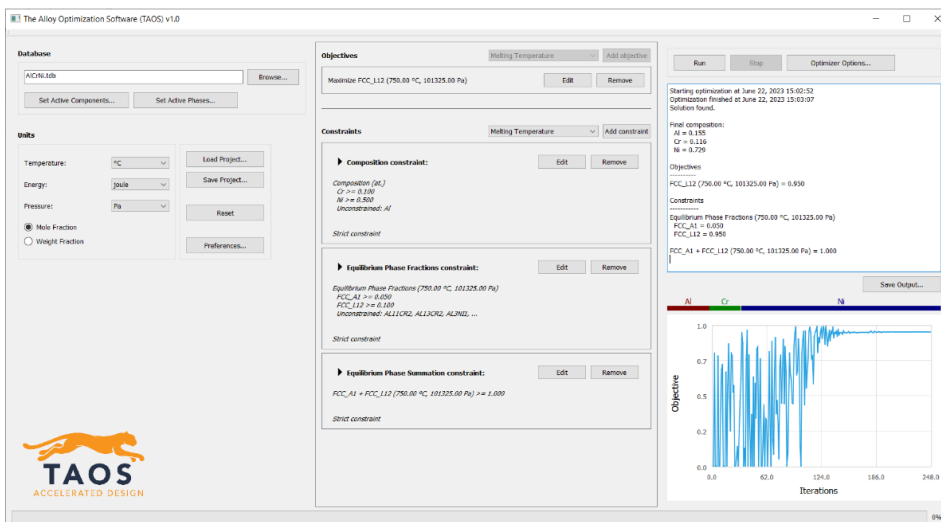 The Alloy Optimization Software (TAOS) v1.0
Database
AlCrNi.tdb
Browse...
Set Active Components...
Set Active Phases...
Units
Temperature:
°C
Load Project...
Energy:
joule
Save Project...
Pressure:
Pa
Reset
Mole Fraction
Weight Fraction
Preferences...
TAOS
ACCELERATED DESIGN
Objectives
Melting Temperature
Add objective
Maximize FCC_L12 (750.00 °C, 101325.00 Pa)
Edit
Remove
Constraints
Melting Temperature
Add constraint
Composition constraint:
Edit
Remove
Composition (at.)
Cr >= 0.100
Ni >= 0.500
Unconstrained: Al
Strict constraint
Equilibrium Phase Fractions constraint:
Edit
Remove
Equilibrium Phase Fractions (750.00 °C, 101325.00 Pa)
FCC_A1 >= 0.050
FCC_L12 >= 0.100
Unconstrained: AL11CR2, AL13CR2, AL3NI1, ...
Strict constraint
Equilibrium Phase Summation constraint:
Edit
Remove
FCC_A1 + FCC_L12 (750.00 °C, 101325.00 Pa) >= 1.000
Strict constraint
Run
Stop
Optimizer Options...
Starting optimization at June 22, 2023 15:02:52
Optimization finished at June 22, 2023 15:03:07
Solution found.
Final composition:
Al = 0.155
Cr = 0.116
Ni = 0.729
Objectives
----------
FCC_L12 (750.00 °C, 101325.00 Pa) = 0.950
Constraints
-----------
Equilibrium Phase Fractions (750.00 °C, 101325.00 Pa)
FCC_A1 = 0.050
FCC_L12 = 0.950
FCC_A1 + FCC_L12 (750.00 °C, 101325.00 Pa) = 1.000
Save Output...
Al Cr Ni
1.0
0.7
0.5
0.2
0.0
Objective
0.0 62.0 124.0 186.0 248.0
Iterations
0%